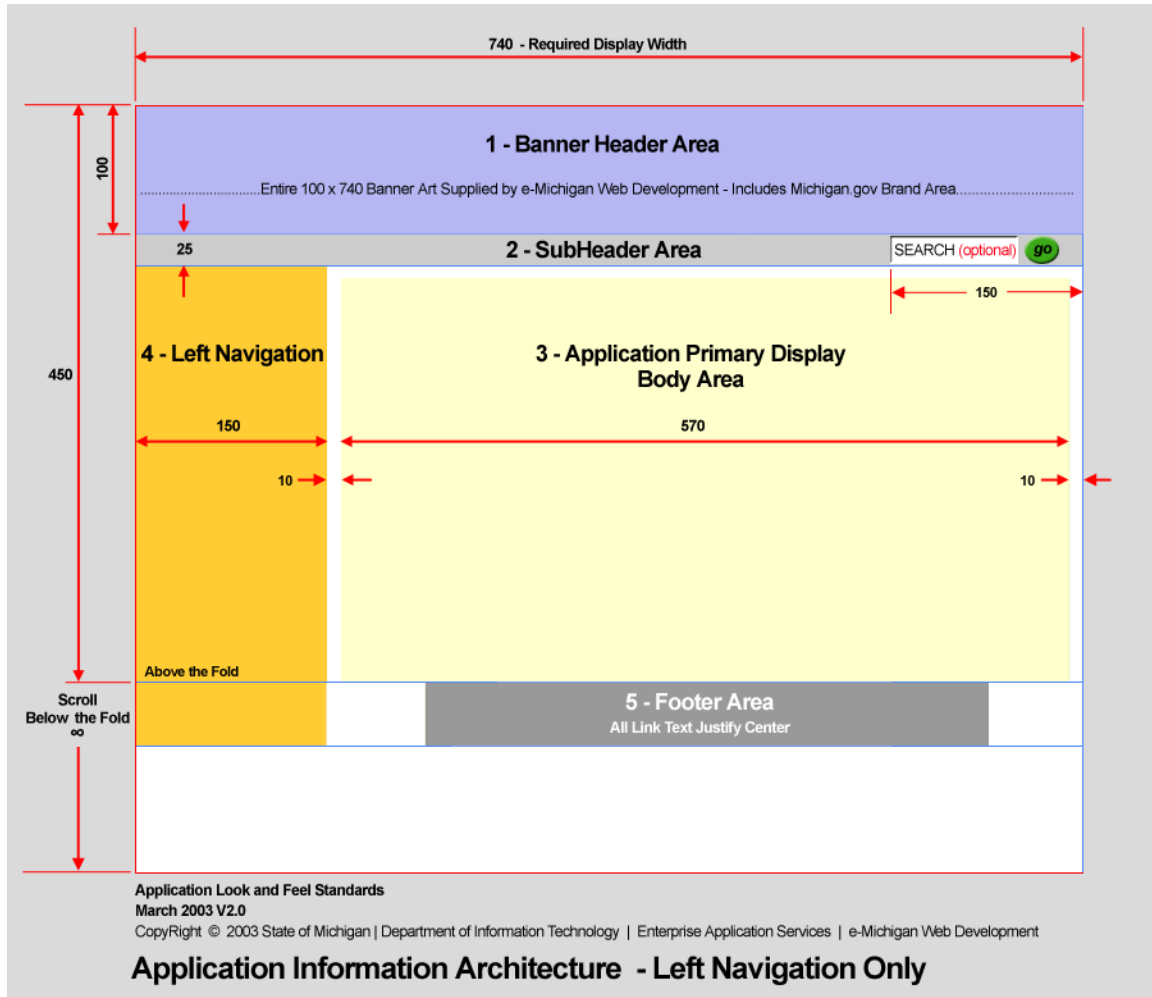 740 - Required Display Width
1 - Banner Header Area
100
Entire 100 x 740 Banner Art Supplied by e-Michigan Web Development - Includes Michigan.gov Brand Area
25
2 - SubHeader Area
SEARCH (optional)
go
150
4 - Left Navigation
3 - Application Primary Display
Body Area
450
150
570
10
10
Above the Fold
Scroll
Below the Fold
∞
5 - Footer Area
All Link Text Justify Center
Application Look and Feel Standards
March 2003 V2.0
CopyRight © 2003 State of Michigan | Department of Information Technology | Enterprise Application Services | e-Michigan Web Development
Application Information Architecture - Left Navigation Only